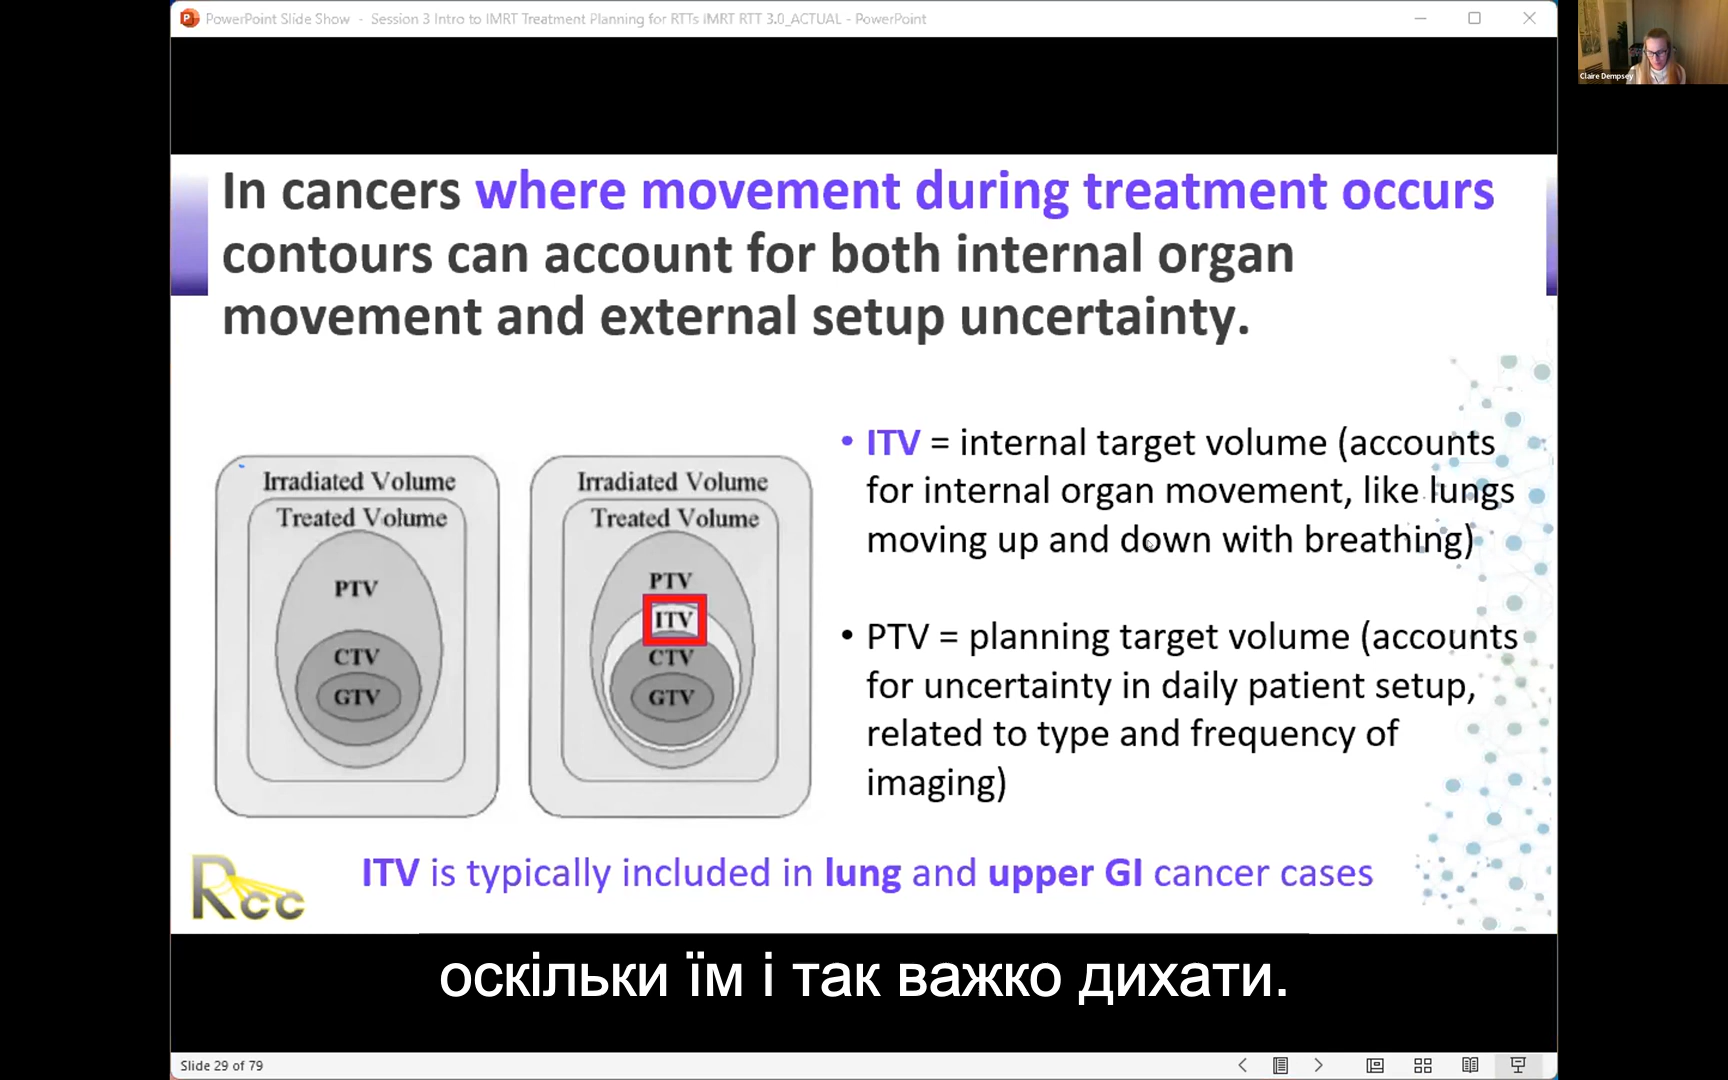 PowerPoint Slide Show - Session 3 Intro to IMRT Treatment Planning for RTTs IMRT RTT 3.0_ACTUAL - PowerPoint
Claire Dempsey
In cancers where movement during treatment occurs
contours can account for both internal organ
movement and external setup uncertainty.
Irradiated Volume
Treated Volume
PTV
CTV
GTV
Irradiated Volume
Treated Volume
PTV
ITV
CTV
GTV
• ITV = internal target volume (accounts
for internal organ movement, like lungs
moving up and down with breathing)
• PTV = planning target volume (accounts
for uncertainty in daily patient setup,
related to type and frequency of
imaging)
Rcc
ITV is typically included in lung and upper GI cancer cases
оскільки їм і так важко дихати.
Slide 29 of 79